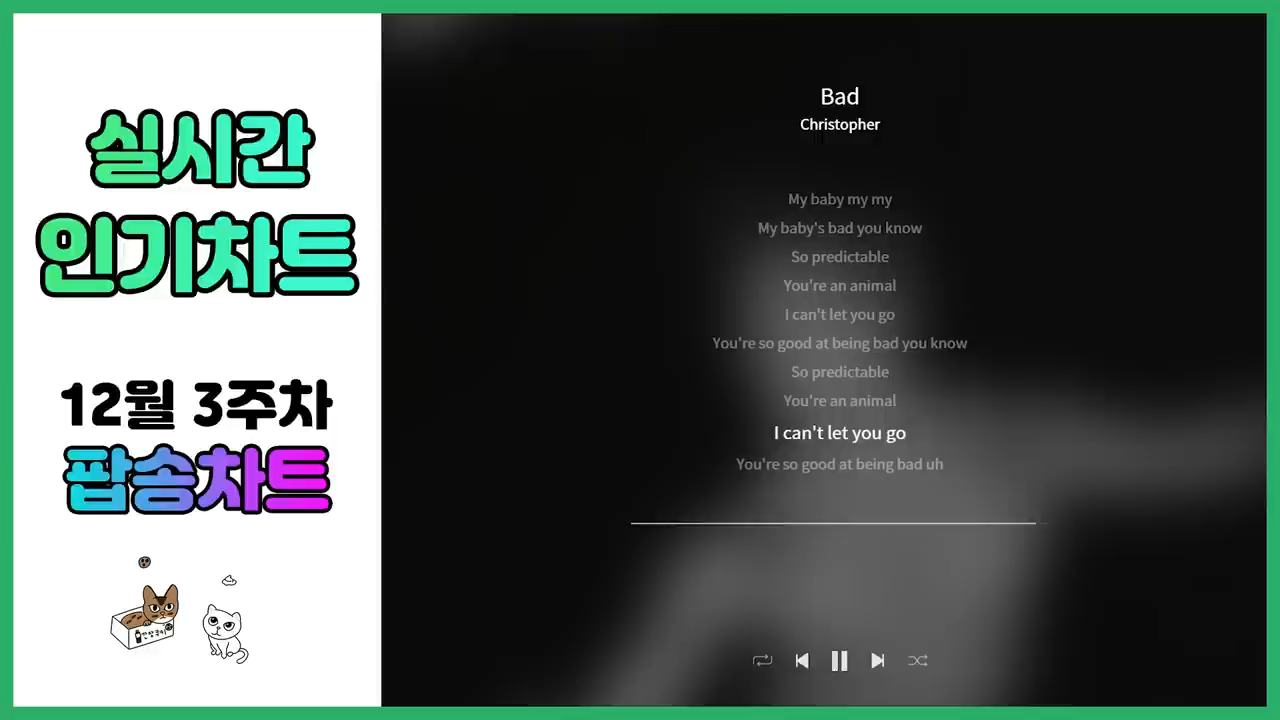 실시간
인기차트
12월 3주차
팝송차트
Bad
Christopher
My baby my my
My baby's bad you know
So predictable
You're an animal
I can't let you go
You're so good at being bad you know
So predictable
You're an animal
I can't let you go
You're so good at being bad uh